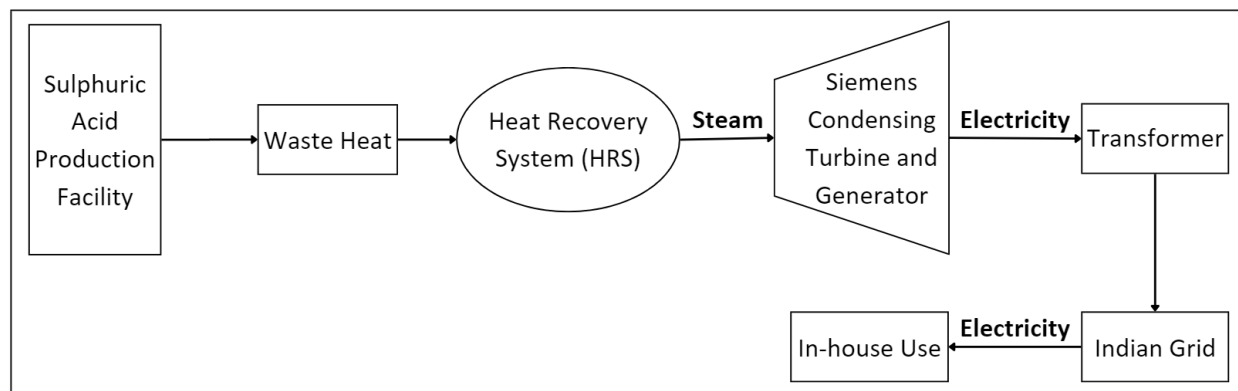 Sulphuric
Acid
Production
Facility
Waste Heat
Heat Recovery
System (HRS)
Steam
Siemens
Condensing
Turbine and
Generator
Electricity
Transformer
Indian Grid
Electricity
In-house Use